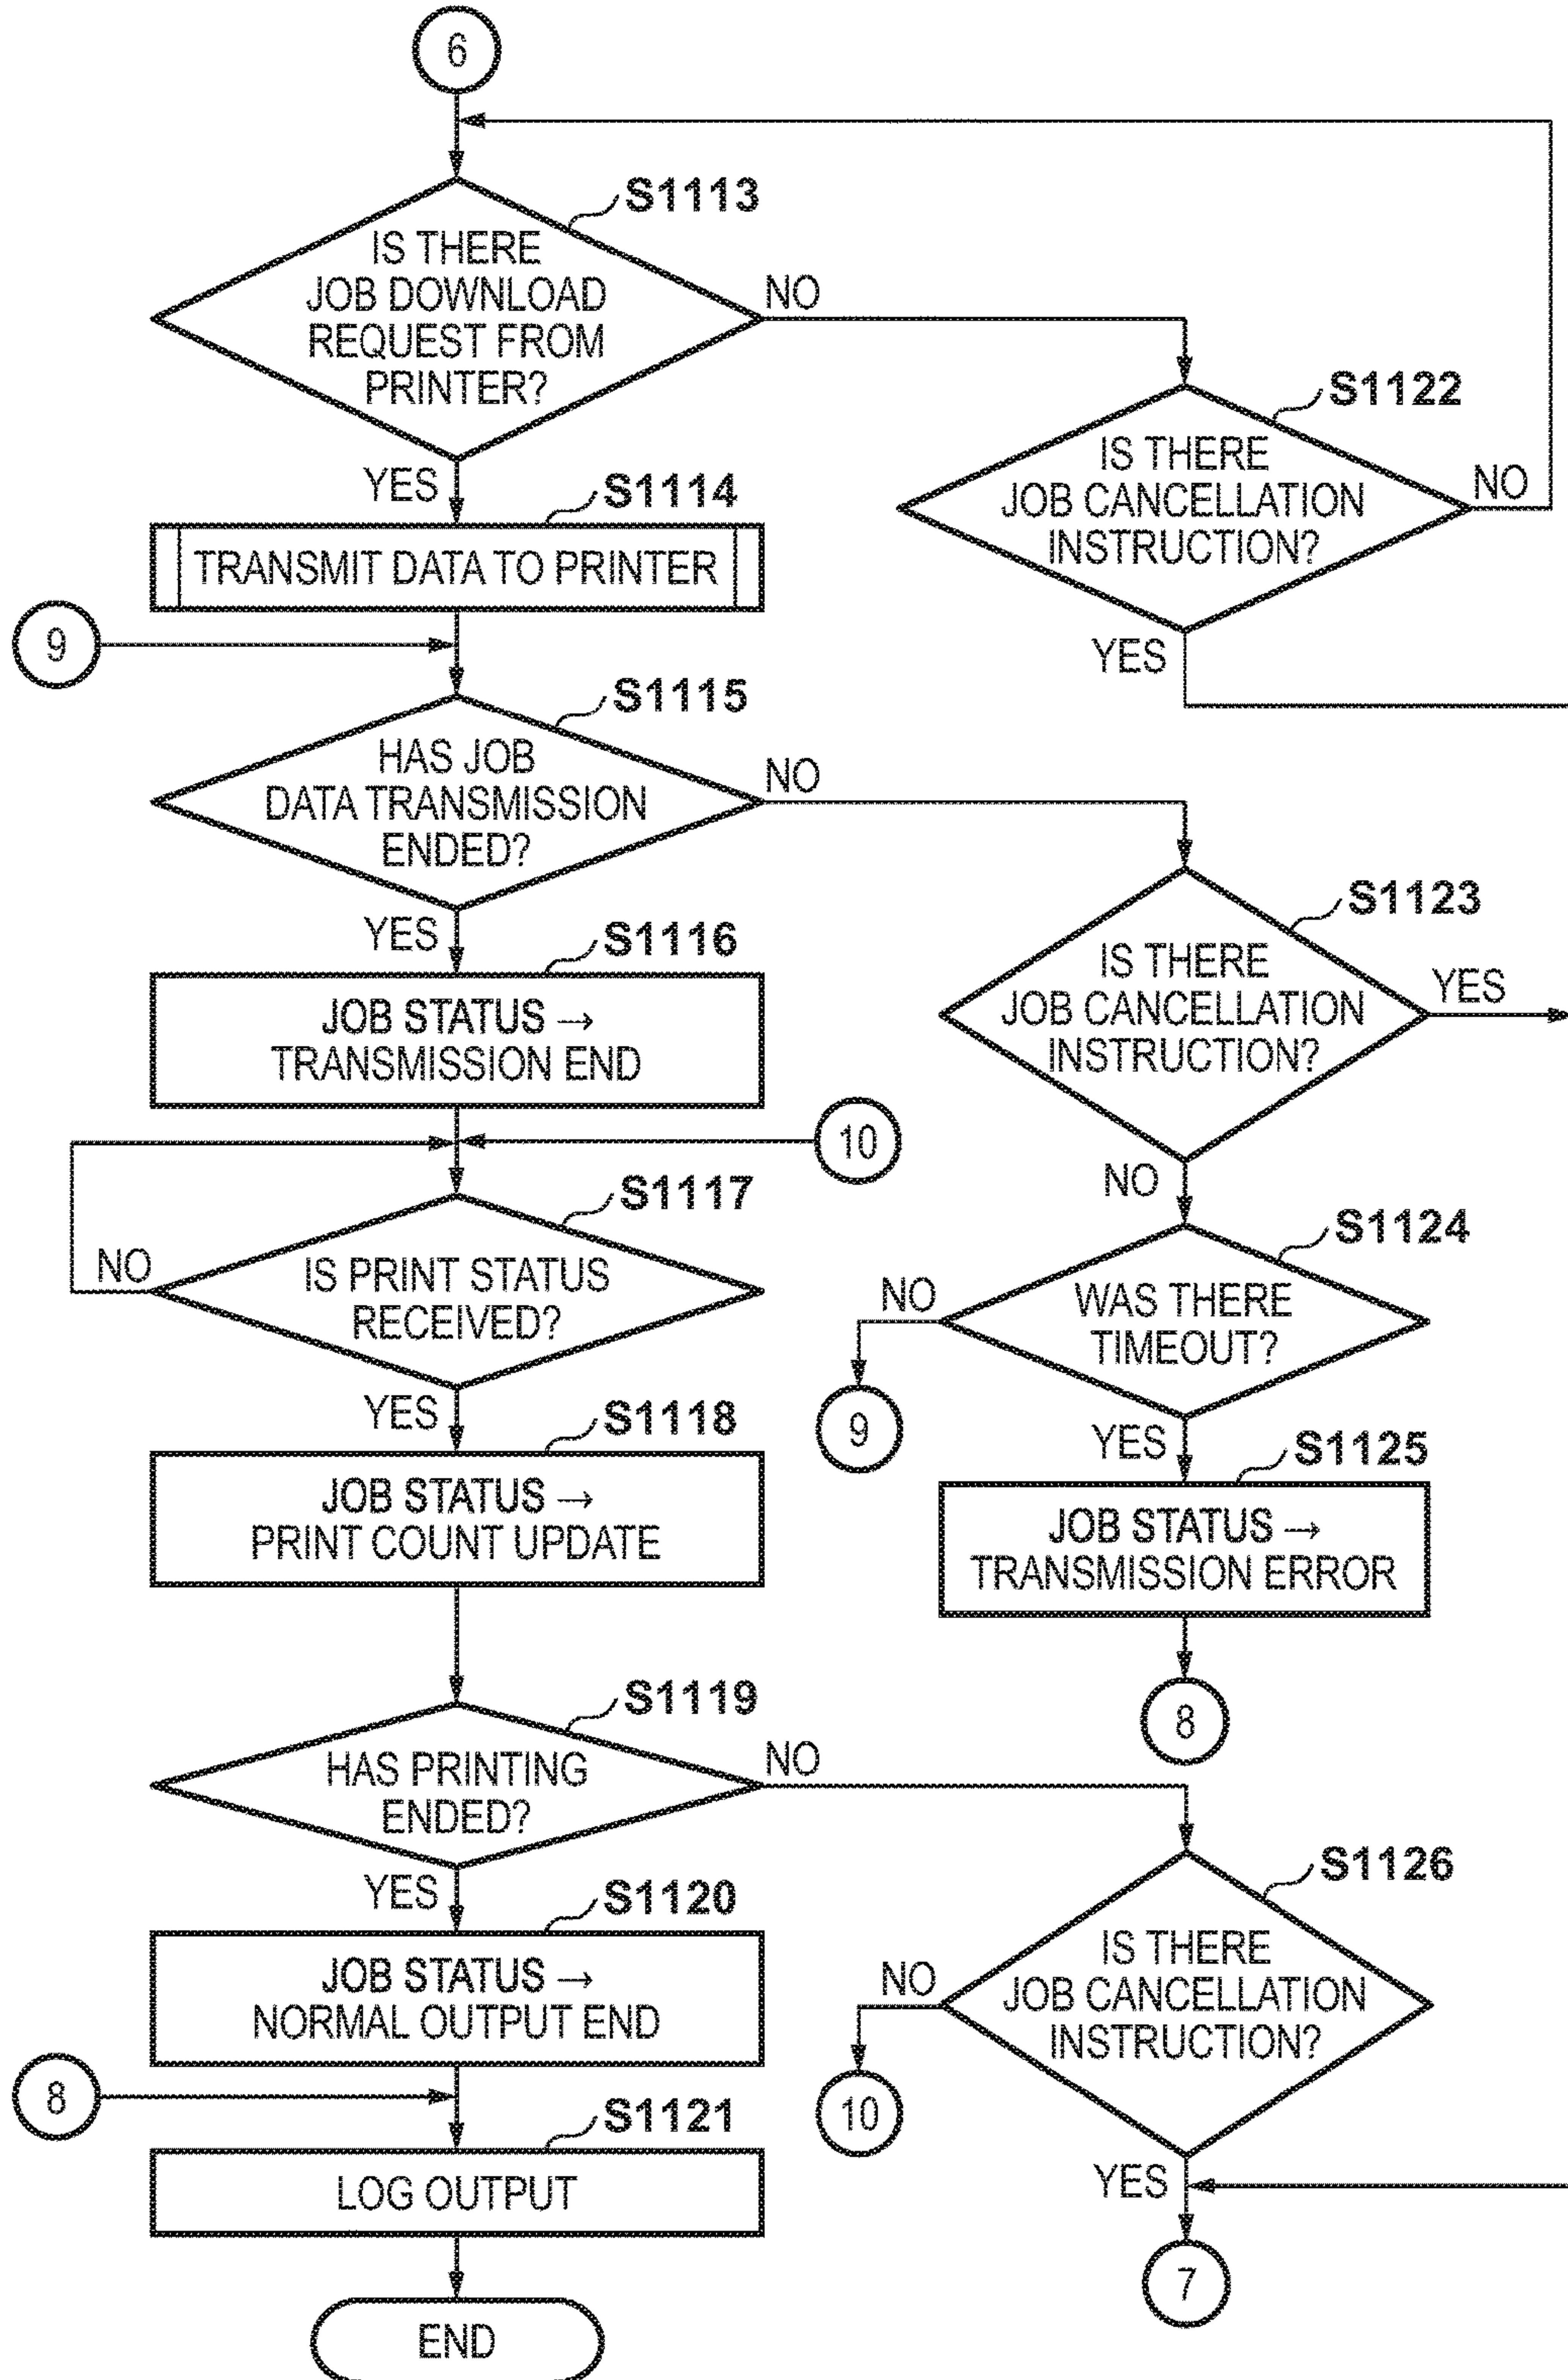 6
S1113
IS THERE
JOB DOWNLOAD
REQUEST FROM
PRINTER?
NO
YES
S1122
IS THERE
JOB CANCELLATION
INSTRUCTION?
NO
YES
S1114
TRANSMIT DATA TO PRINTER
9
S1115
HAS JOB
DATA TRANSMISSION
ENDED?
NO
YES
S1123
IS THERE
JOB CANCELLATION
INSTRUCTION?
YES
NO
S1116
JOB STATUS →
TRANSMISSION END
10
S1117
IS PRINT STATUS
RECEIVED?
NO
YES
S1124
WAS THERE
TIMEOUT?
NO
9
YES
S1118
JOB STATUS →
PRINT COUNT UPDATE
S1125
JOB STATUS →
TRANSMISSION ERROR
8
S1119
HAS PRINTING
ENDED?
NO
YES
S1126
IS THERE
JOB CANCELLATION
INSTRUCTION?
NO
10
YES
7
S1120
JOB STATUS →
NORMAL OUTPUT END
8
S1121
LOG OUTPUT
END